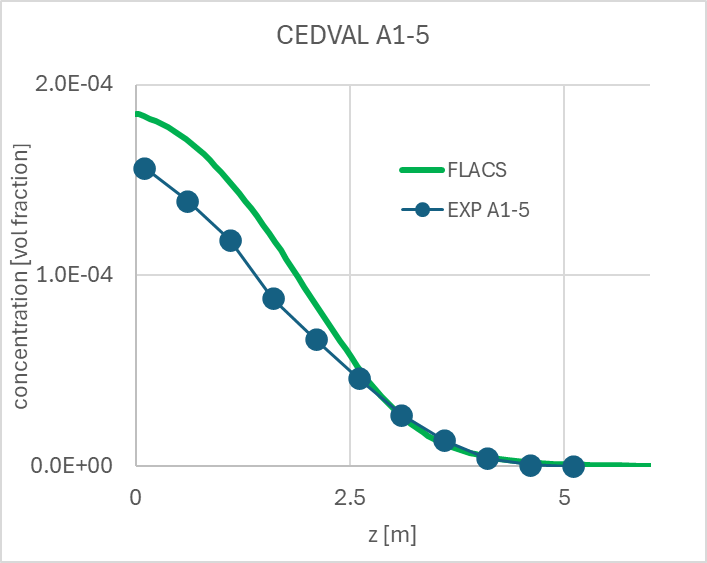 CEDVAL A1-5
2.0E-04
1.0E-04
0.0E+00
concentration [vol fraction]
FLACS
EXP A1-5
0
2.5
5
z [m]